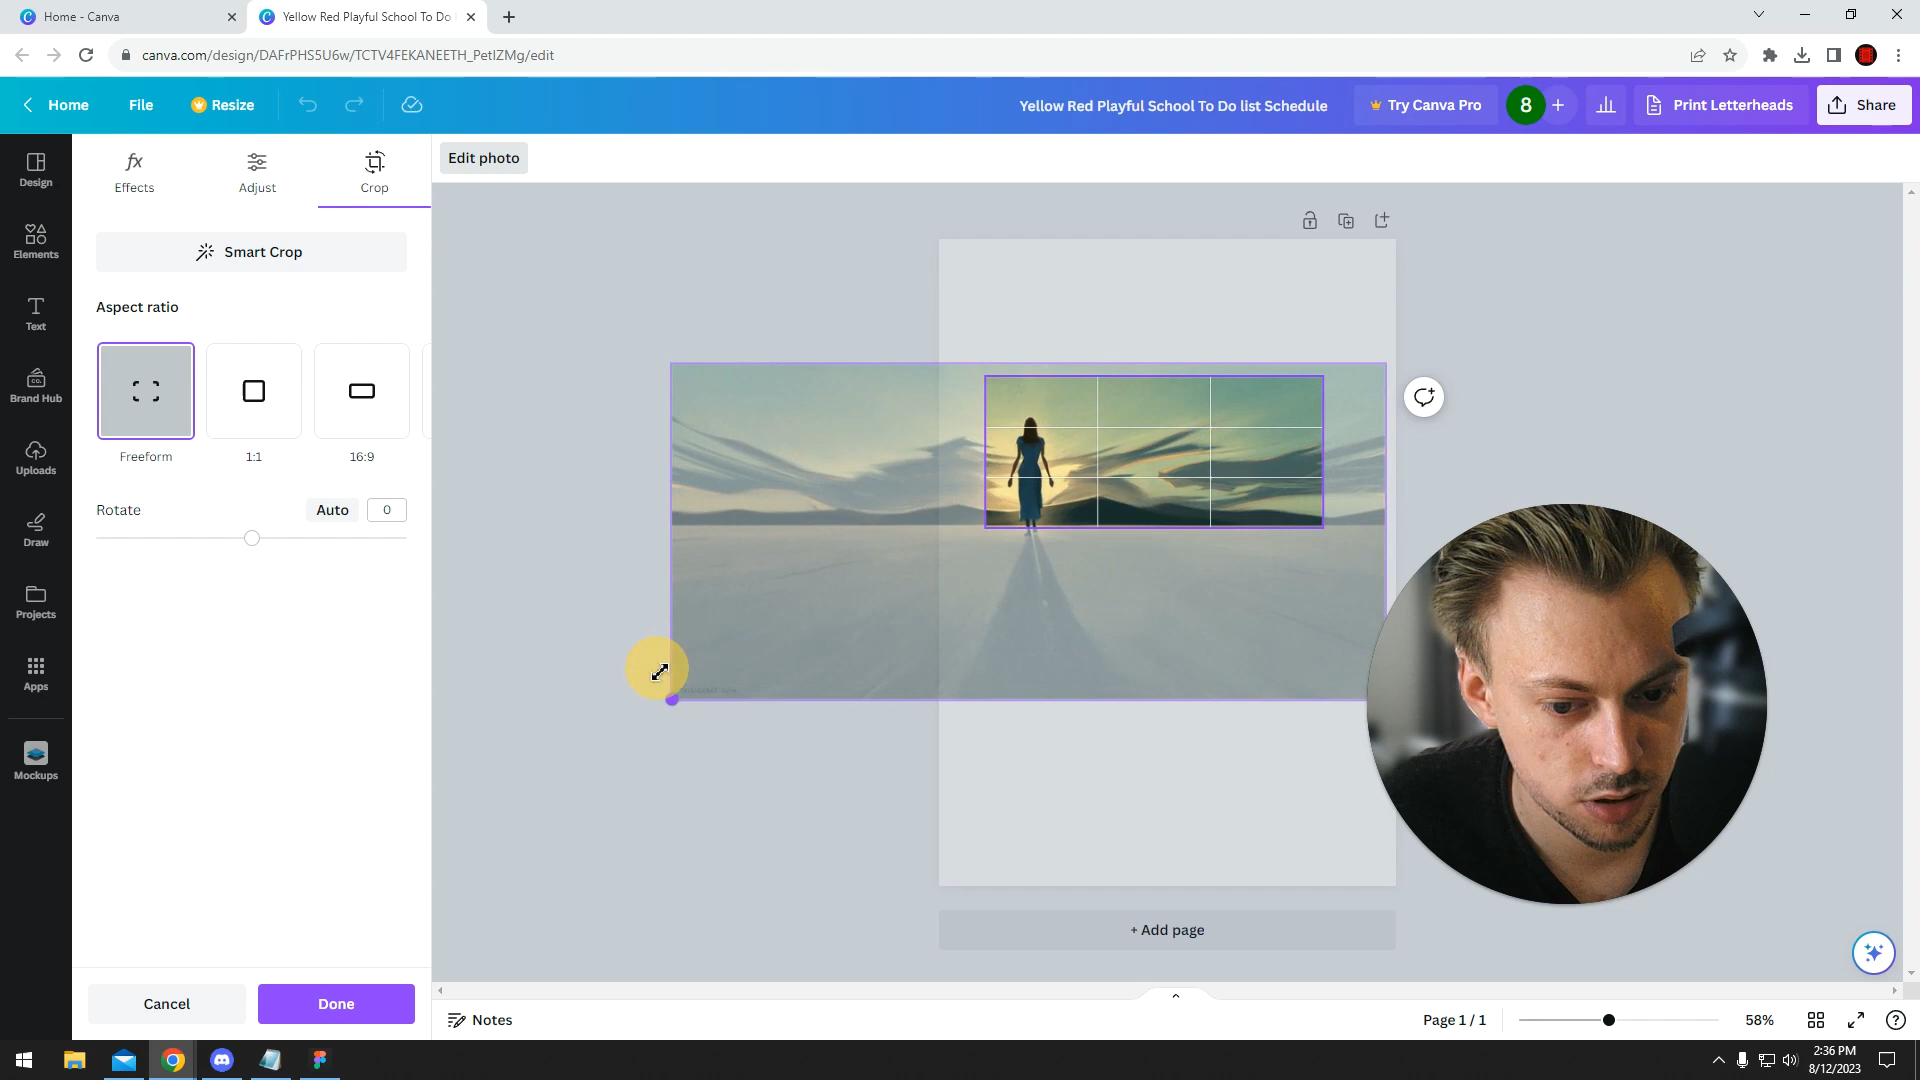 Home - Canva
Yellow Red Playful School To Do l
canva.com/design/DAFrPHS5U6w/TCTV4FEKANEETH_PetlZMg/edit
Home
File
Resize
Yellow Red Playful School To Do list Schedule
Try Canva Pro
8
Print Letterheads
Share
Design
Elements
Text
Brand Hub
CO.
Uploads
Draw
Projects
Apps
Mockups
fx
Effects
Adjust
Crop
Edit photo
Smart Crop
Aspect ratio
Freeform
1:1
16:9
Rotate
Auto
0
+ Add page
Cancel
Done
Notes
Page 1 / 1
58%
2:36 PM
8/12/2023